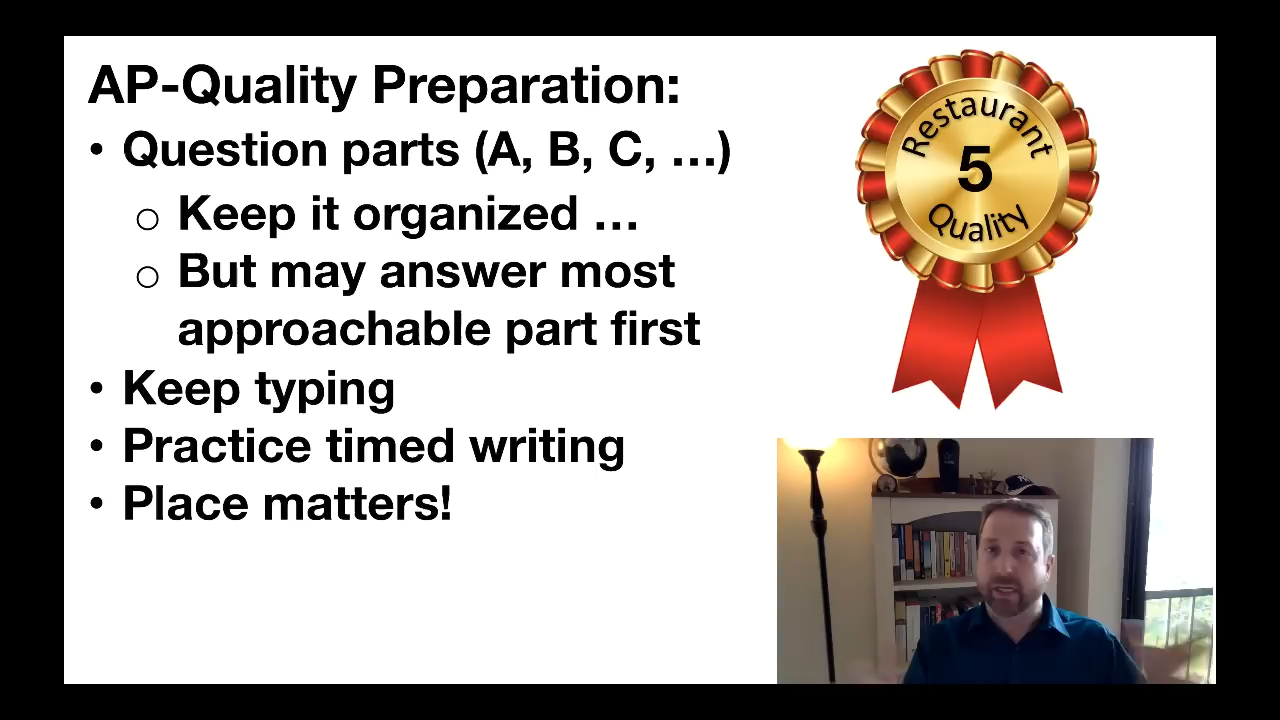 AP-Quality Preparation:
• Question parts (A, B, C, …)
o Keep it organized …
o But may answer most
approachable part first
• Keep typing
• Practice timed writing
• Place matters!
Restaurant
5
Quality